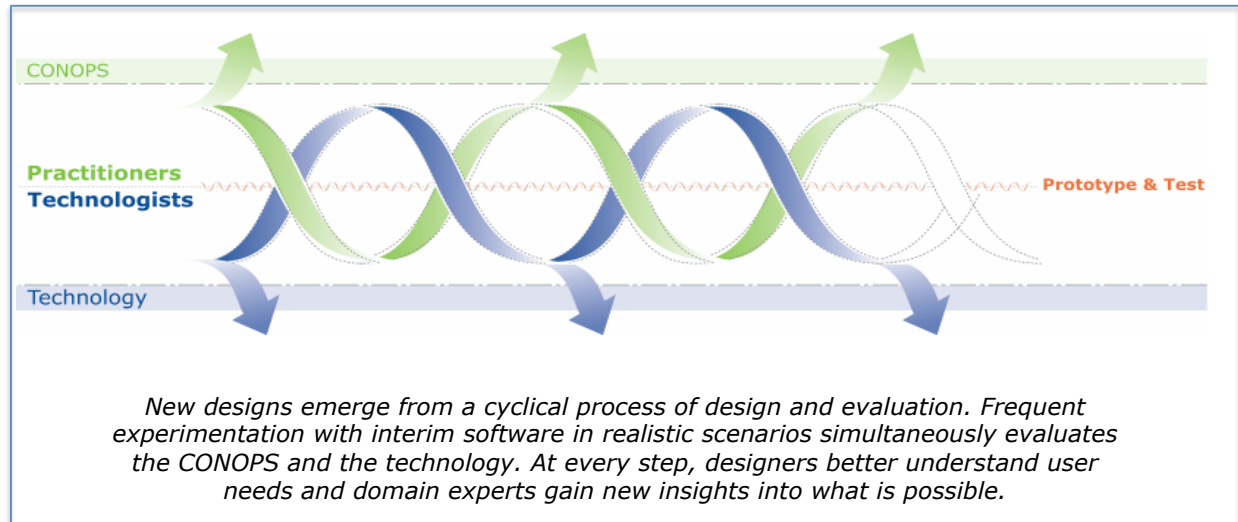 CONOPS
Practitioners
Technologists
Prototype & Test
Technology
New designs emerge from a cyclical process of design and evaluation. Frequent
experimentation with interim software in realistic scenarios simultaneously evaluates
the CONOPS and the technology. At every step, designers better understand user
needs and domain experts gain new insights into what is possible.